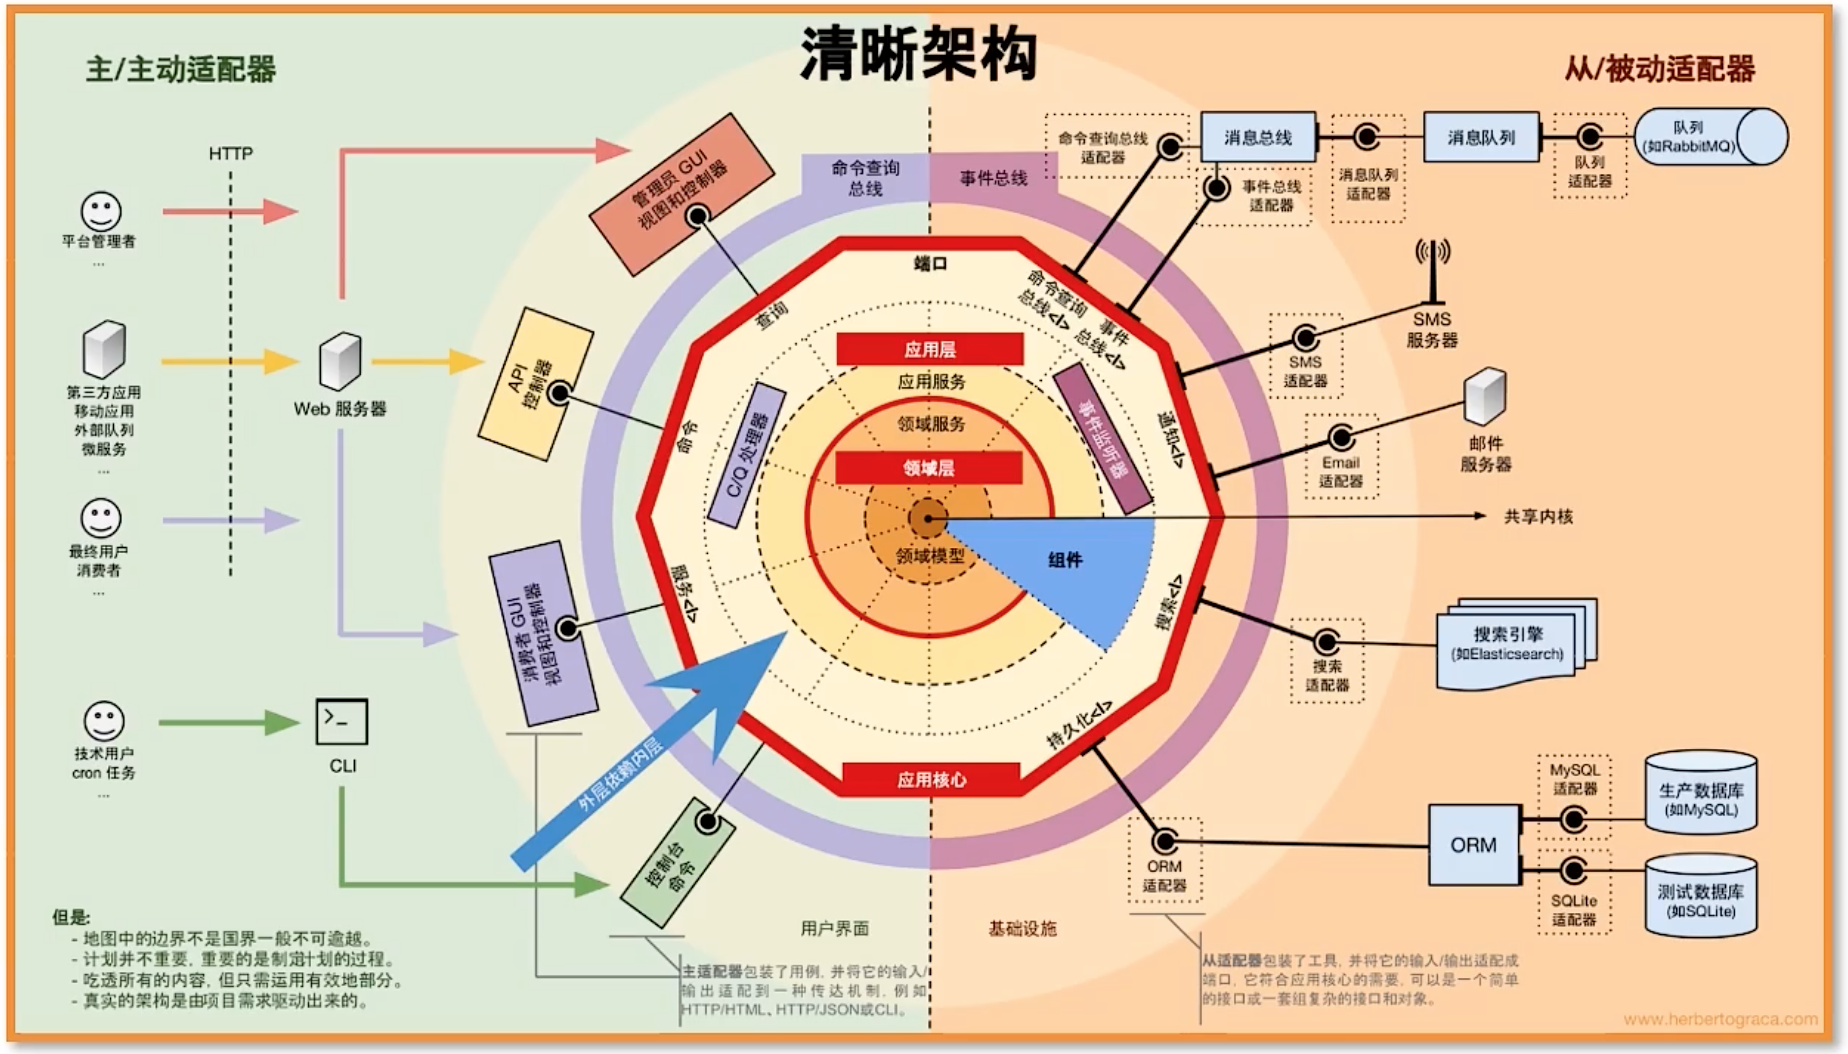 清晰架构
主/主动适配器
从/被动适配器
HTTP
平台管理者
...
第三方应用
移动应用
外部队列
微服务
...
最终用户
消费者
...
技术用户
cron 任务
...
Web 服务器
CLI
管理员 GUI
视图和控制器
API
控制器
消费者 GUI
视图和控制器
控制台
命令
命令查询
总线
事件总线
端口
查询
命令
服务</>
命令查询
总线</>
事件
总线</>
通知</>
搜索</>
持久化</>
应用层
应用服务
领域服务
领域层
领域模型
C/Q 处理器
事件监听器
组件
共享内核
应用核心
外层依赖内层
用户界面
基础设施
命令查询总线
适配器
消息总线
事件总线
适配器
消息队列
适配器
消息队列
队列
适配器
队列
(如RabbitMQ)
SMS
适配器
SMS
服务器
Email
适配器
邮件
服务器
搜索
适配器
搜索引擎
(如Elasticsearch)
ORM
适配器
ORM
MySQL
适配器
生产数据库
(如MySQL)
SQLite
适配器
测试数据库
(如SQLite)
但是:
- 地图中的边界不是国界一般不可逾越。
- 计划并不重要, 重要的是制定计划的过程。
- 吃透所有的内容, 但只需运用有效地部分。
- 真实的架构是由项目需求驱动出来的。
主适配器包装了用例, 并将它的输入/
输出适配到一种传达机制, 例如
HTTP/HTML、HTTP/JSON或CLI。
从适配器包装了工具, 并将它的输入/输出适配成
端口, 它符合应用核心的需要, 可以是一个简单
的接口或一套组复杂的接口和对象。
www.herbertograca.com